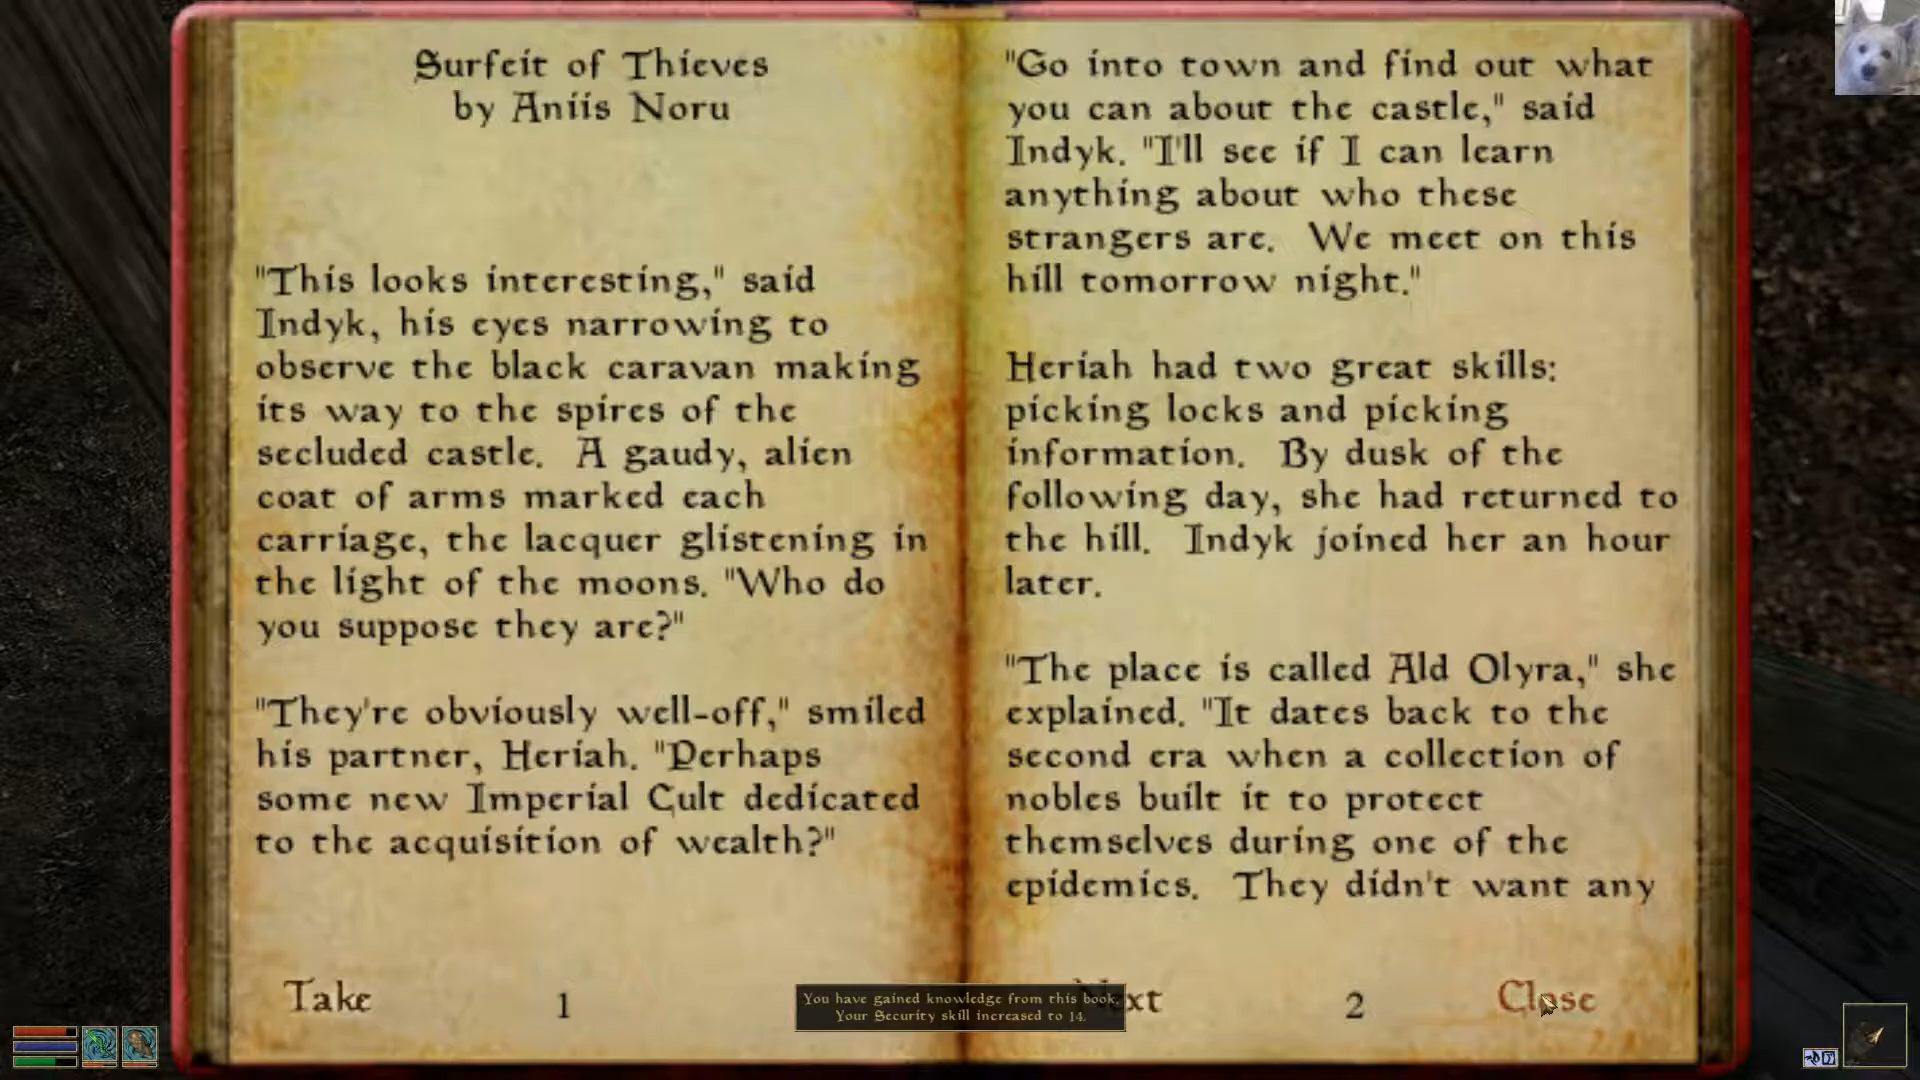 Surfeit of Thieves
by Aniis Noru
"This looks interesting," said
Indyk, his eyes narrowing to
observe the black caravan making
its way to the spires of the
secluded castle.  A gaudy, alien
coat of arms marked each
carriage, the lacquer glistening in
the light of the moons. "Who do
you suppose they are?"
"They're obviously well-off," smiled
his partner, Heriah. "Perhaps
some new Imperial Cult dedicated
to the acquisition of wealth?"
Take
1
"Go into town and find out what
you can about the castle," said
Indyk. "I'll see if I can learn
anything about who these
strangers are.  We meet on this
hill tomorrow night."
Heriah had two great skills:
picking locks and picking
information.  By dusk of the
following day, she had returned to
the hill.  Indyk joined her an hour
later.
"The place is called Ald Olyra," she
explained. "It dates back to the
second era when a collection of
nobles built it to protect
themselves during one of the
epidemics.  They didn't want any
Next
2
Close
You have gained knowledge from this book.
Your Security skill increased to 14.